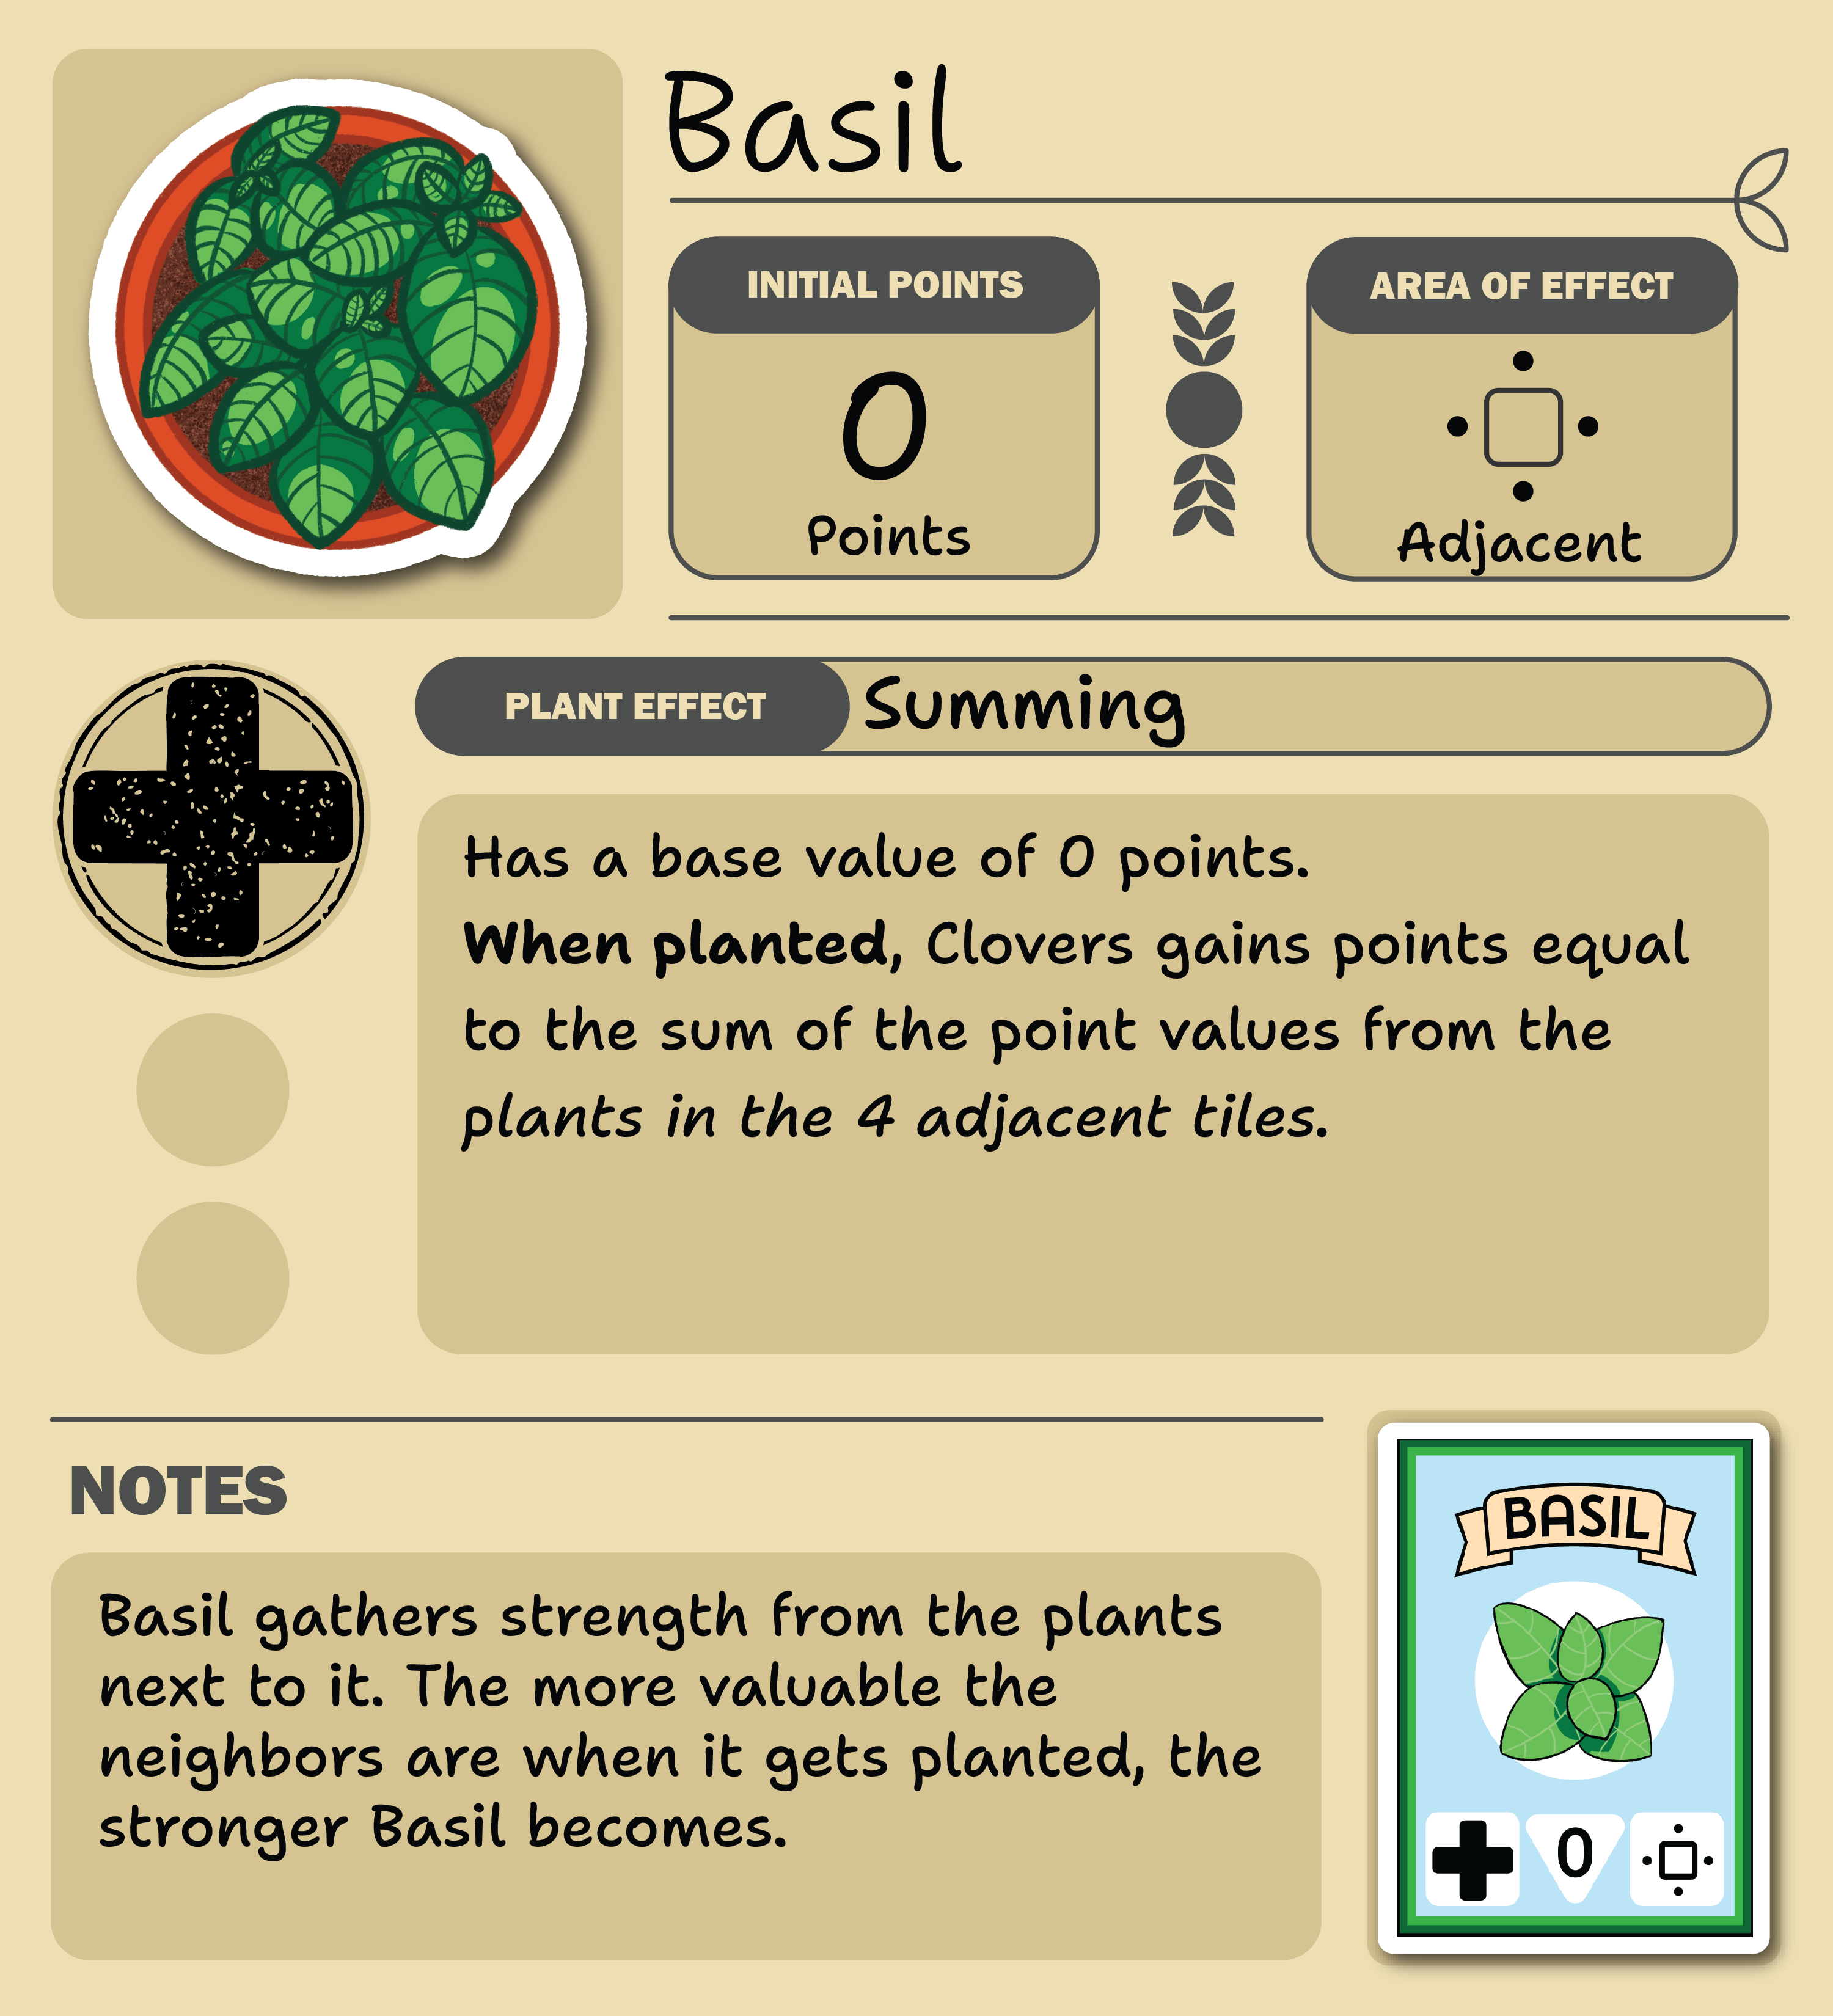 Basil
INITIAL POINTS
0
Points
AREA OF EFFECT
Adjacent
PLANT EFFECT
Summing
Has a base value of 0 points.
When planted, Clovers gains points equal
to the sum of the point values from the
plants in the 4 adjacent tiles.
NOTES
Basil gathers strength from the plants
next to it. The more valuable the
neighbors are when it gets planted, the
stronger Basil becomes.
BASIL
0